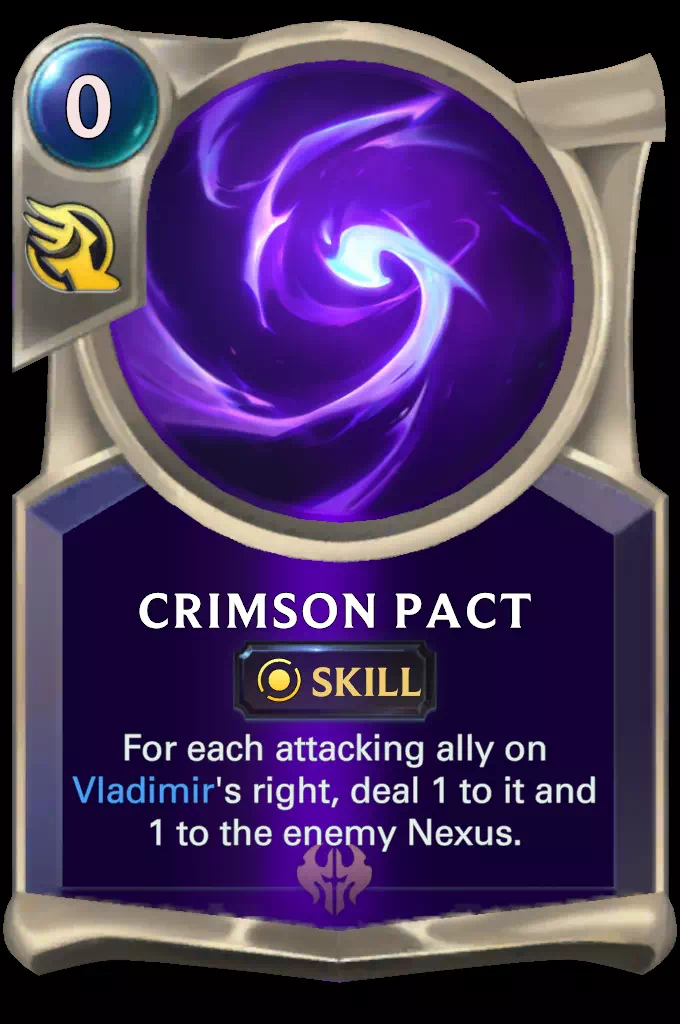 0
CRIMSON PACT
SKILL
For each attacking ally on
Vladimir's right, deal 1 to it and
1 to the enemy Nexus.